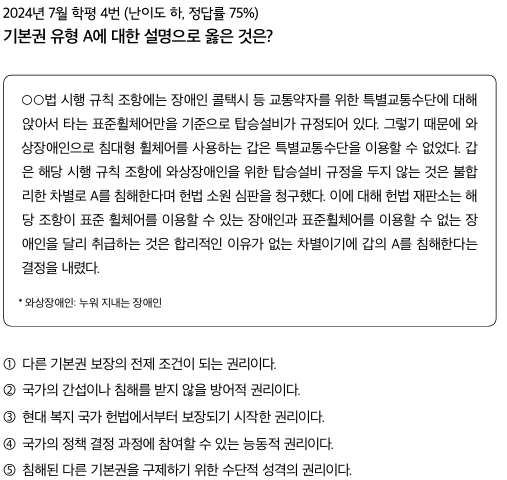 2024년 7월 학평 4번 (난이도 하, 정답률 75%)
기본권 유형 A에 대한 설명으로 옳은 것은?
○○법 시행 규칙 조항에는 장애인 콜택시 등 교통약자를 위한 특별교통수단에 대해
앉아서 타는 표준휠체어만을 기준으로 탑승설비가 규정되어 있다. 그렇기 때문에 와
상장애인으로 침대형 휠체어를 사용하는 갑은 특별교통수단을 이용할 수 없었다. 갑
은 해당 시행 규칙 조항에 와상장애인을 위한 탑승설비 규정을 두지 않는 것은 불합
리한 차별로 A를 침해한다며 헌법 소원 심판을 청구했다. 이에 대해 헌법 재판소는 해
당 조항이 표준 휠체어를 이용할 수 있는 장애인과 표준휠체어를 이용할 수 없는 장
애인을 달리 취급하는 것은 합리적인 이유가 없는 차별이기에 갑의 A를 침해한다는
결정을 내렸다.
* 와상장애인: 누워 지내는 장애인
① 다른 기본권 보장의 전제 조건이 되는 권리이다.
② 국가의 간섭이나 침해를 받지 않을 방어적 권리이다.
③ 현대 복지 국가 헌법에서부터 보장되기 시작한 권리이다.
④ 국가의 정책 결정 과정에 참여할 수 있는 능동적 권리이다.
⑤ 침해된 다른 기본권을 구제하기 위한 수단적 성격의 권리이다.